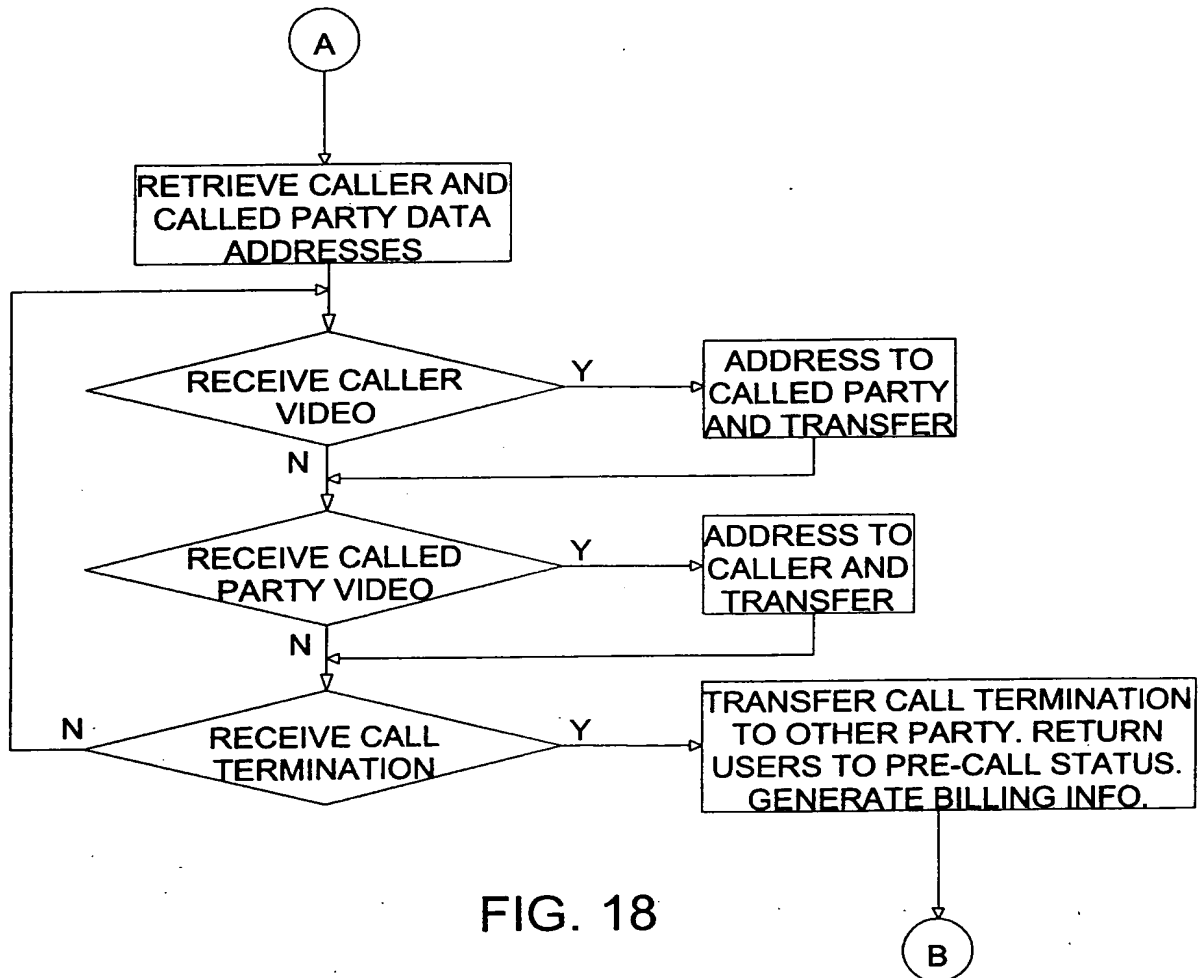 A
RETRIEVE CALLER AND
CALLED PARTY DATA
ADDRESSES
RECEIVE CALLER
VIDEO
Y
ADDRESS TO
CALLED PARTY
AND TRANSFER
N
RECEIVE CALLED
PARTY VIDEO
Y
ADDRESS TO
CALLER AND
TRANSFER
N
RECEIVE CALL
TERMINATION
N
Y
TRANSFER CALL TERMINATION
TO OTHER PARTY. RETURN
USERS TO PRE-CALL STATUS.
GENERATE BILLING INFO.
B
FIG. 18